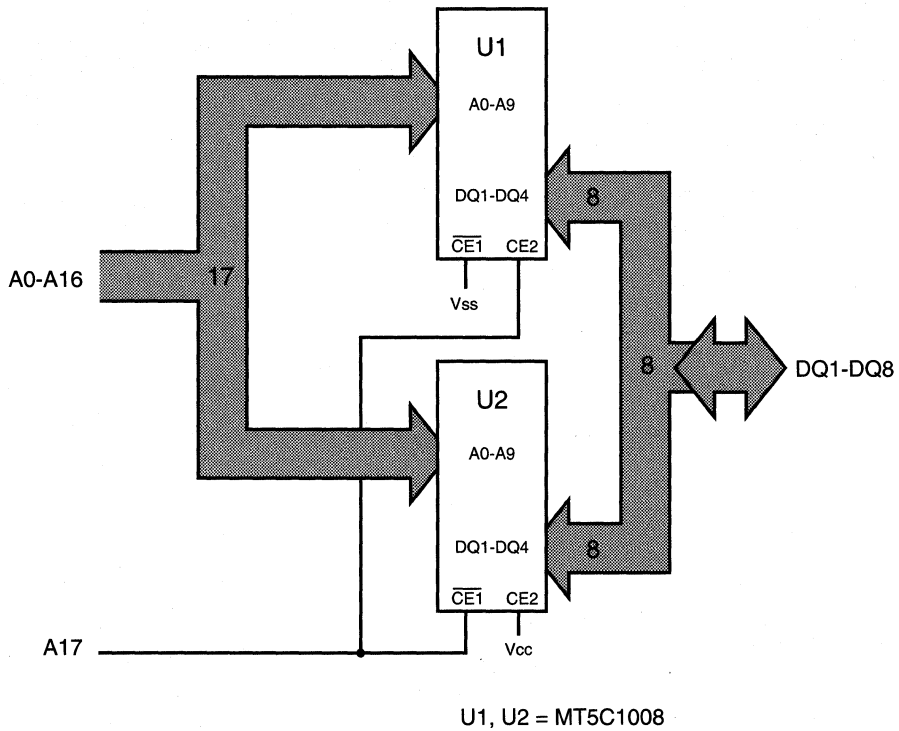 U1
A0-A9
DQ1-DQ4
8
CE1 CE2
A0-A16
17
Vss
8
DQ1-DQ8
U2
A0-A9
DQ1-DQ4
8
CE1 CE2
A17
Vcc
U1, U2 = MT5C1008